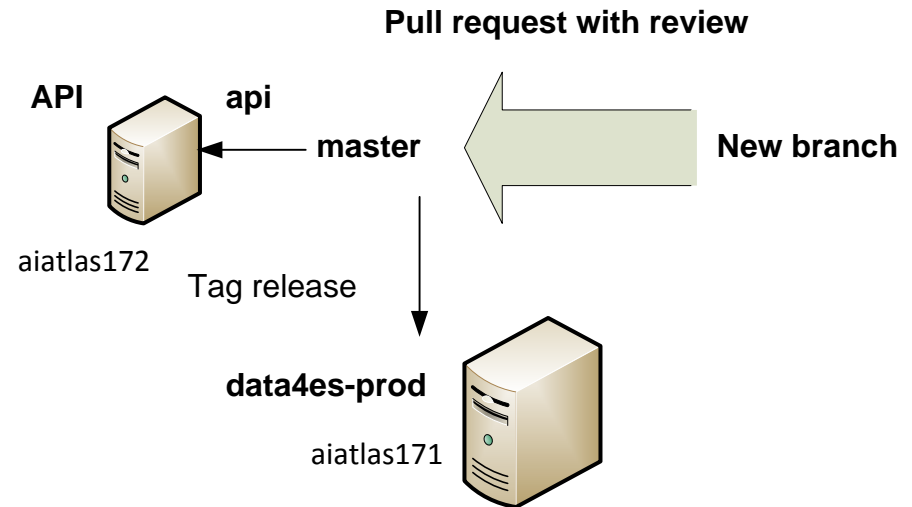 Pull request with review
API
api
master
New branch
aiatlas172
Tag release
data4es-prod
aiatlas171